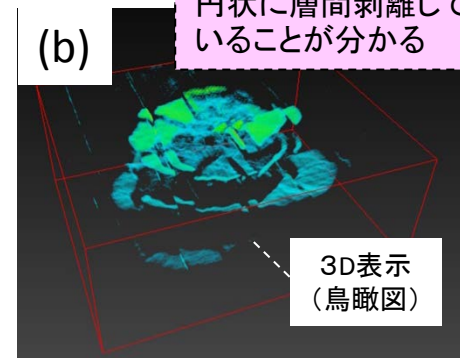 円状に層間剥離して
いることが分かる
(b)
3D表示
（鳥瞰図）